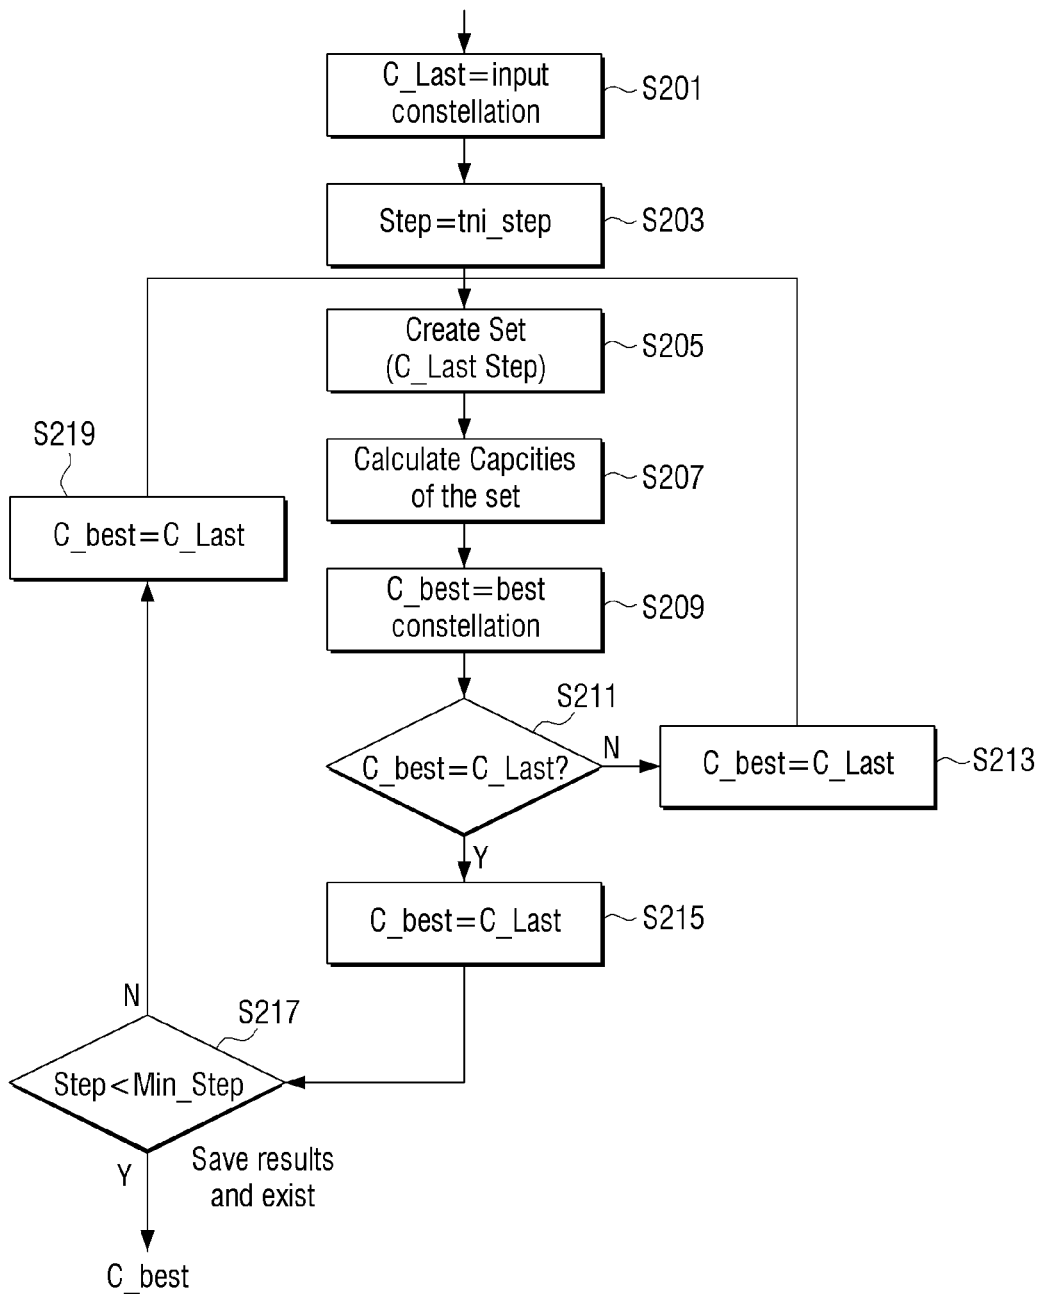 C_Last=input
constellation
S201
Step=tni_step
S203
Create Set
(C_Last Step)
S205
S219
Calculate Capcities
of the set
S207
C_best=C_Last
C_best=best
constellation
S209
S211
C_best=C_Last?
N
C_best=C_Last
S213
Y
C_best=C_Last
S215
N
S217
Step<Min_Step
Y
Save results
and exist
C_best